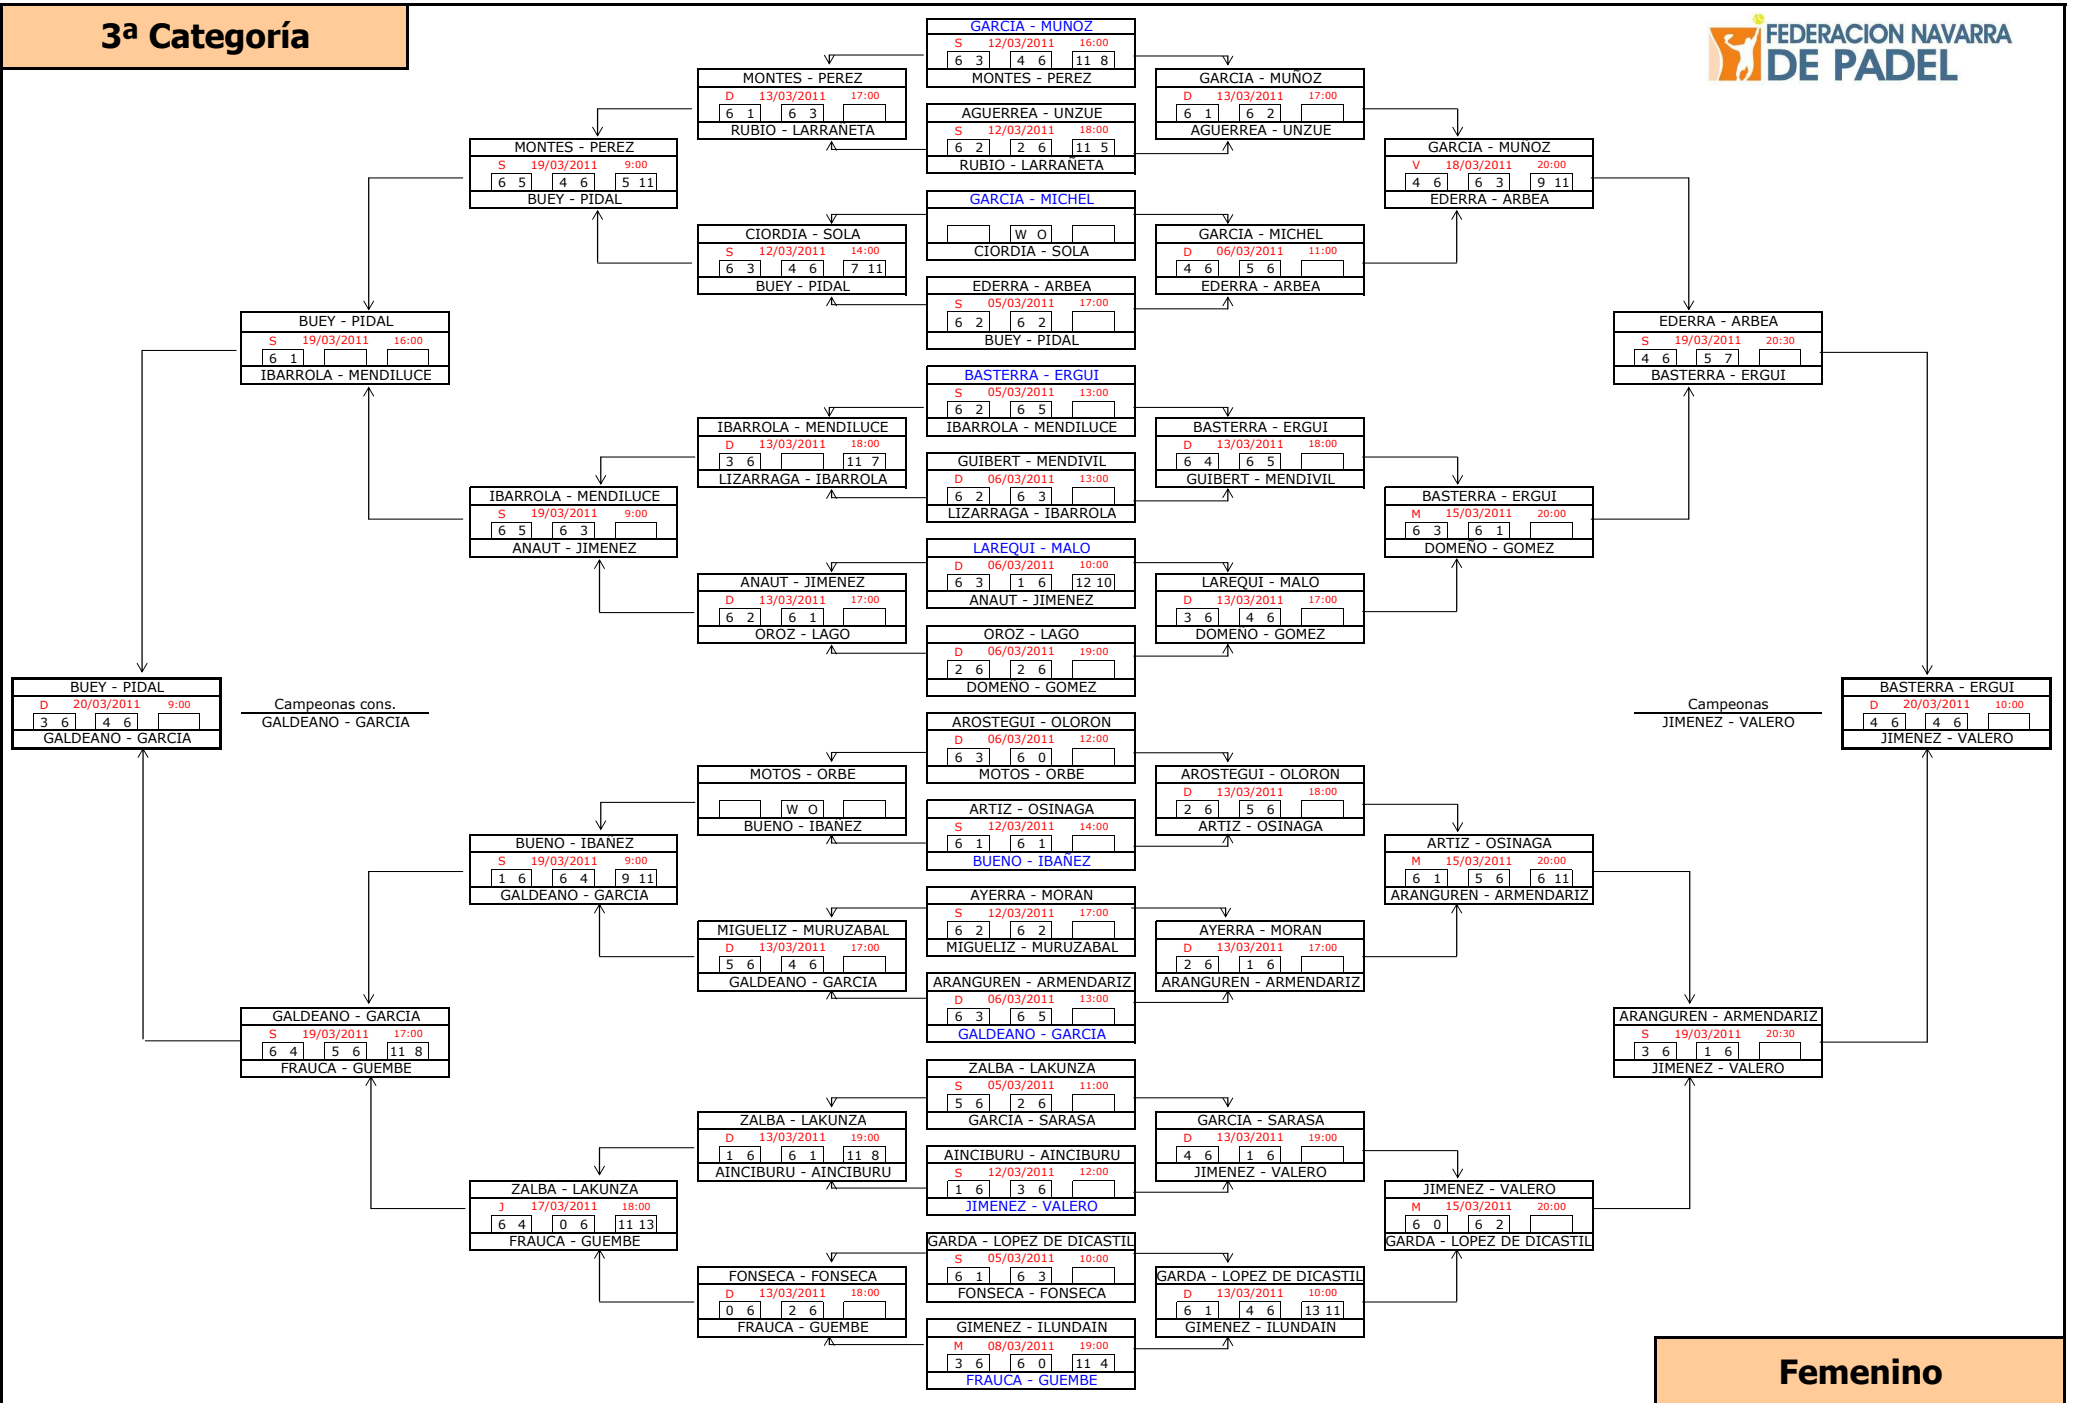 3ª Categoría
FEDERACION NAVARRA
DE PADEL
BUEY - PIDAL
D 20/03/2011 9:00
3 6 4 6
GALDEANO - GARCIA
Campeonas cons.
GALDEANO - GARCIA
BUEY - PIDAL
S 19/03/2011 16:00
6 1
IBARROLA - MENDILUCE
GALDEANO - GARCIA
S 19/03/2011 17:00
6 4 5 6 11 8
FRAUCA - GUEMBE
MONTES - PEREZ
S 19/03/2011 9:00
6 5 4 6 5 11
BUEY - PIDAL
IBARROLA - MENDILUCE
S 19/03/2011 9:00
6 5 6 3
ANAUT - JIMENEZ
BUENO - IBAÑEZ
S 19/03/2011 9:00
1 6 6 4 9 11
GALDEANO - GARCIA
ZALBA - LAKUNZA
J 17/03/2011 18:00
6 4 0 6 11 13
FRAUCA - GUEMBE
MONTES - PEREZ
D 13/03/2011 17:00
6 1 6 3
RUBIO - LARRAÑETA
CIORDIA - SOLA
S 12/03/2011 14:00
6 3 4 6 7 11
BUEY - PIDAL
IBARROLA - MENDILUCE
D 13/03/2011 18:00
3 6 11 7
LIZARRAGA - IBARROLA
ANAUT - JIMENEZ
D 13/03/2011 17:00
6 2 6 1
OROZ - LAGO
MOTOS - ORBE
W O
BUENO - IBAÑEZ
MIGUELIZ - MURUZABAL
D 13/03/2011 17:00
5 6 4 6
GALDEANO - GARCIA
ZALBA - LAKUNZA
D 13/03/2011 19:00
1 6 6 1 11 8
AINCIBURU - AINCIBURU
FONSECA - FONSECA
D 13/03/2011 18:00
0 6 2 6
FRAUCA - GUEMBE
GARCIA - MUÑOZ
S 12/03/2011 16:00
6 3 4 6 11 8
MONTES - PEREZ
AGUERREA - UNZUE
S 12/03/2011 18:00
6 2 2 6 11 5
RUBIO - LARRAÑETA
GARCIA - MICHEL
W O
CIORDIA - SOLA
EDERRA - ARBEA
S 05/03/2011 17:00
6 2 6 2
BUEY - PIDAL
BASTERRA - ERGUI
S 05/03/2011 13:00
6 2 6 5
IBARROLA - MENDILUCE
GUIBERT - MENDIVIL
D 06/03/2011 13:00
6 2 6 3
LIZARRAGA - IBARROLA
LAREQUI - MALO
D 06/03/2011 10:00
6 3 1 6 12 10
ANAUT - JIMENEZ
OROZ - LAGO
D 06/03/2011 19:00
2 6 2 6
DOMEÑO - GOMEZ
AROSTEGUI - OLORON
D 06/03/2011 12:00
6 3 6 0
MOTOS - ORBE
ARTIZ - OSINAGA
S 12/03/2011 14:00
6 1 6 1
BUENO - IBAÑEZ
AYERRA - MORAN
S 12/03/2011 17:00
6 2 6 2
MIGUELIZ - MURUZABAL
ARANGUREN - ARMENDARIZ
D 06/03/2011 13:00
6 3 6 5
GALDEANO - GARCIA
ZALBA - LAKUNZA
S 05/03/2011 11:00
5 6 2 6
GARCIA - SARASA
AINCIBURU - AINCIBURU
S 12/03/2011 12:00
1 6 3 6
JIMENEZ - VALERO
GARDA - LOPEZ DE DICASTIL
S 05/03/2011 10:00
6 1 6 3
FONSECA - FONSECA
GIMENEZ - ILUNDAIN
M 08/03/2011 19:00
3 6 6 0 11 4
FRAUCA - GUEMBE
GARCIA - MUÑOZ
D 13/03/2011 17:00
6 1 6 2
AGUERREA - UNZUE
GARCIA - MICHEL
D 06/03/2011 11:00
4 6 5 6
EDERRA - ARBEA
BASTERRA - ERGUI
D 13/03/2011 18:00
6 4 6 5
GUIBERT - MENDIVIL
LAREQUI - MALO
D 13/03/2011 17:00
3 6 4 6
DOMEÑO - GOMEZ
AROSTEGUI - OLORON
D 13/03/2011 18:00
2 6 5 6
ARTIZ - OSINAGA
AYERRA - MORAN
D 13/03/2011 17:00
2 6 1 6
ARANGUREN - ARMENDARIZ
GARCIA - SARASA
D 13/03/2011 19:00
4 6 1 6
JIMENEZ - VALERO
GARDA - LOPEZ DE DICASTIL
D 13/03/2011 10:00
6 1 4 6 13 11
GIMENEZ - ILUNDAIN
GARCIA - MUÑOZ
V 18/03/2011 20:00
4 6 6 3 9 11
EDERRA - ARBEA
BASTERRA - ERGUI
M 15/03/2011 20:00
6 3 6 1
DOMEÑO - GOMEZ
ARTIZ - OSINAGA
M 15/03/2011 20:00
6 1 5 6 6 11
ARANGUREN - ARMENDARIZ
JIMENEZ - VALERO
M 15/03/2011 20:00
6 0 6 2
GARDA - LOPEZ DE DICASTIL
EDERRA - ARBEA
S 19/03/2011 20:30
4 6 5 7
BASTERRA - ERGUI
ARANGUREN - ARMENDARIZ
S 19/03/2011 20:30
3 6 1 6
JIMENEZ - VALERO
Campeonas
JIMENEZ - VALERO
BASTERRA - ERGUI
D 20/03/2011 10:00
4 6 4 6
JIMENEZ - VALERO
Femenino